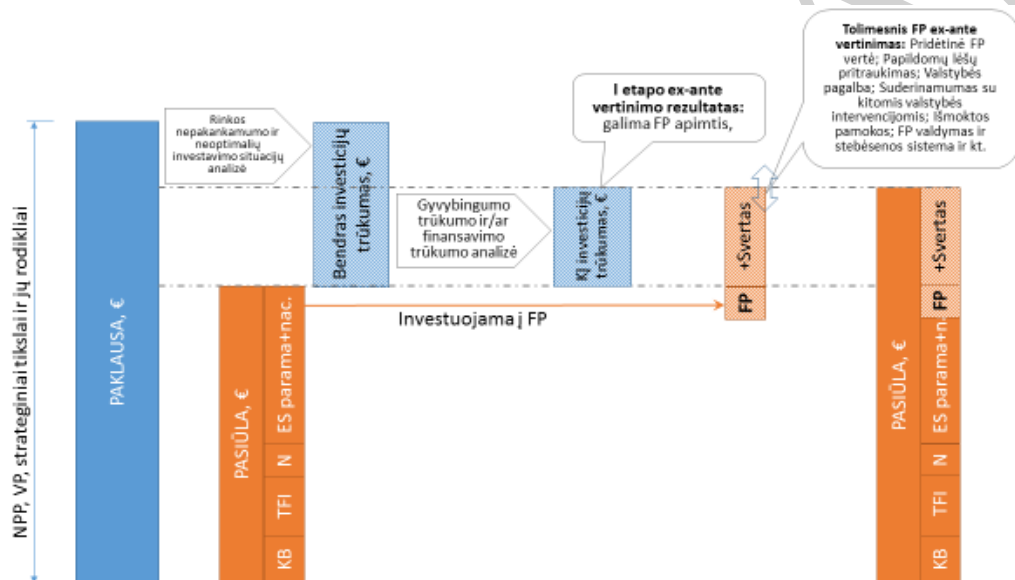 Tolimesnis FP ex-ante
vertinimas: Pridėtinė FP
vertė; Papildomų lėšų
pritraukimas; Valstybės
pagalba; Suderinamumas su
kitomis valstybės
intervencijomis; Išmoktos
pamokos; FP valdymo ir
stebėsenos sistema ir kt.
I etapo ex-ante
vertinimo rezultatas:
galima FP apimtis,
Rinkos
nepakankamumo ir
neoptimalių
investavimo situacijų
analizė
NPP, VP, strateginiai tikslai ir jų rodikliai
PAKLAUSA, €
Bendras investicijų
trūkumas, €
Gyvybingumo
trūkumo ir/ar
finansavimo
trūkumo analizė
KĮ investicijų
trūkumas, €
+Svertas
FP
Investuojama į FP
PASIŪLA, €
ES parama+nac.
N
TFI
KB
PASIŪLA, €
+Svertas
FP
ES parama+n.
N
TFI
KB